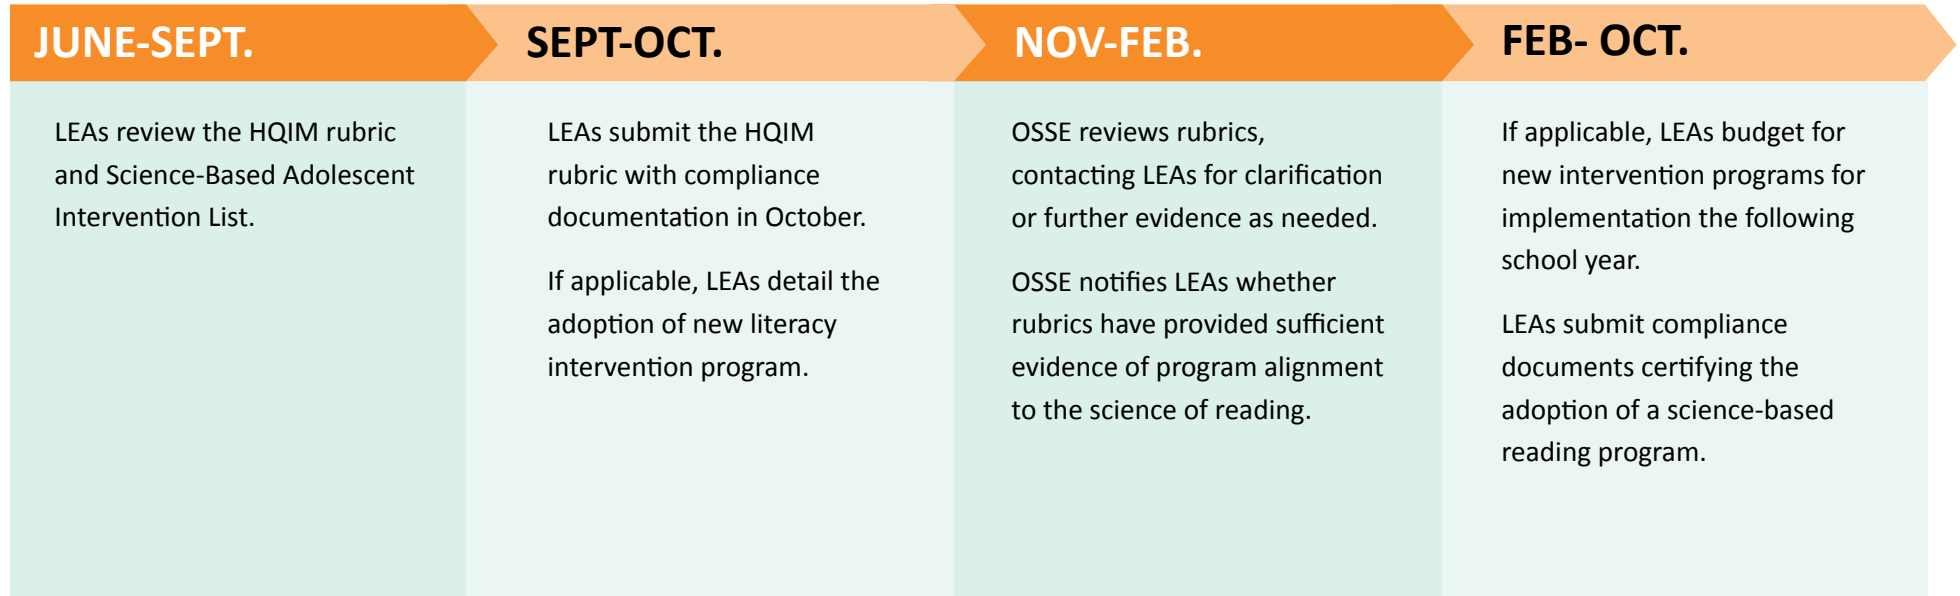 JUNE-SEPT.
LEAs review the HQIM rubric
and Science-Based Adolescent
Intervention List.
SEPT-OCT.
LEAs submit the HQIM
rubric with compliance
documentation in October.
If applicable, LEAs detail the
adoption of new literacy
intervention program.
NOV-FEB.
OSSE reviews rubrics,
contacting LEAs for clarification
or further evidence as needed.
OSSE notifies LEAs whether
rubrics have provided sufficient
evidence of program alignment
to the science of reading.
FEB- OCT.
If applicable, LEAs budget for
new intervention programs for
implementation the following
school year.
LEAs submit compliance
documents certifying the
adoption of a science-based
reading program.